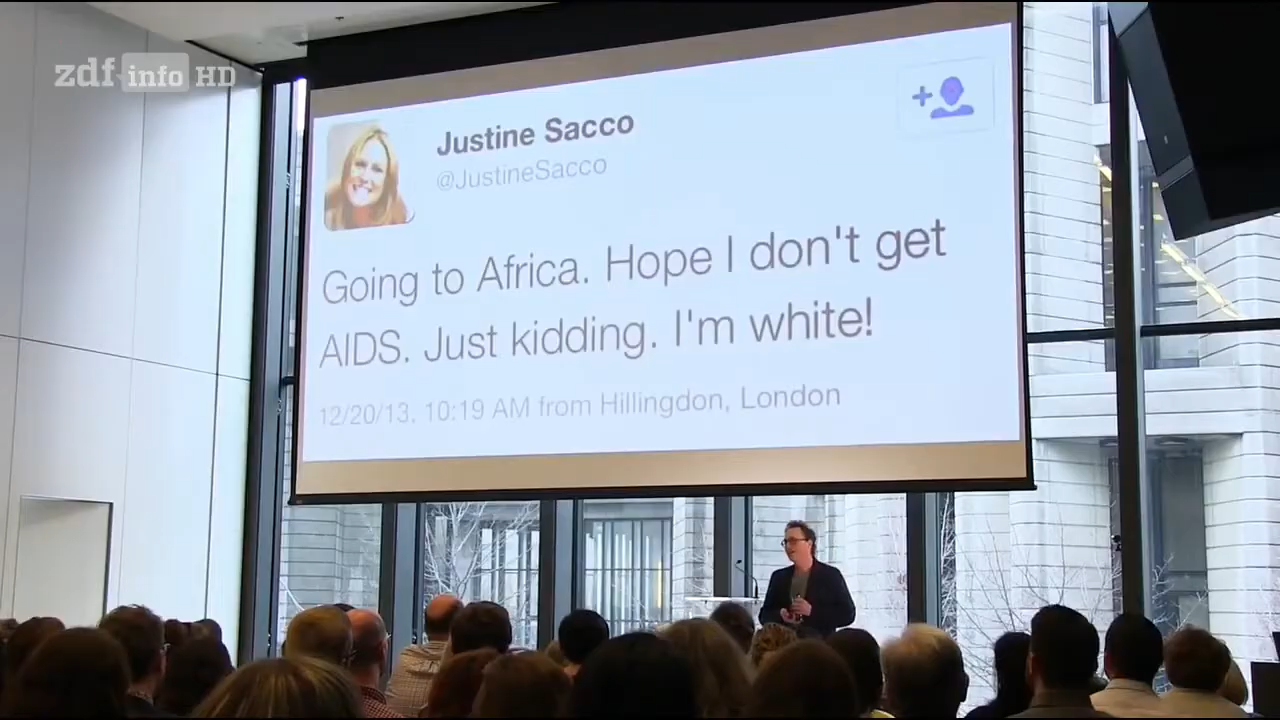 zdf info HD
Justine Sacco
@JustineSacco
Going to Africa. Hope I don't get
AIDS. Just kidding. I'm white!
12/20/13, 10:19 AM from Hillingdon, London